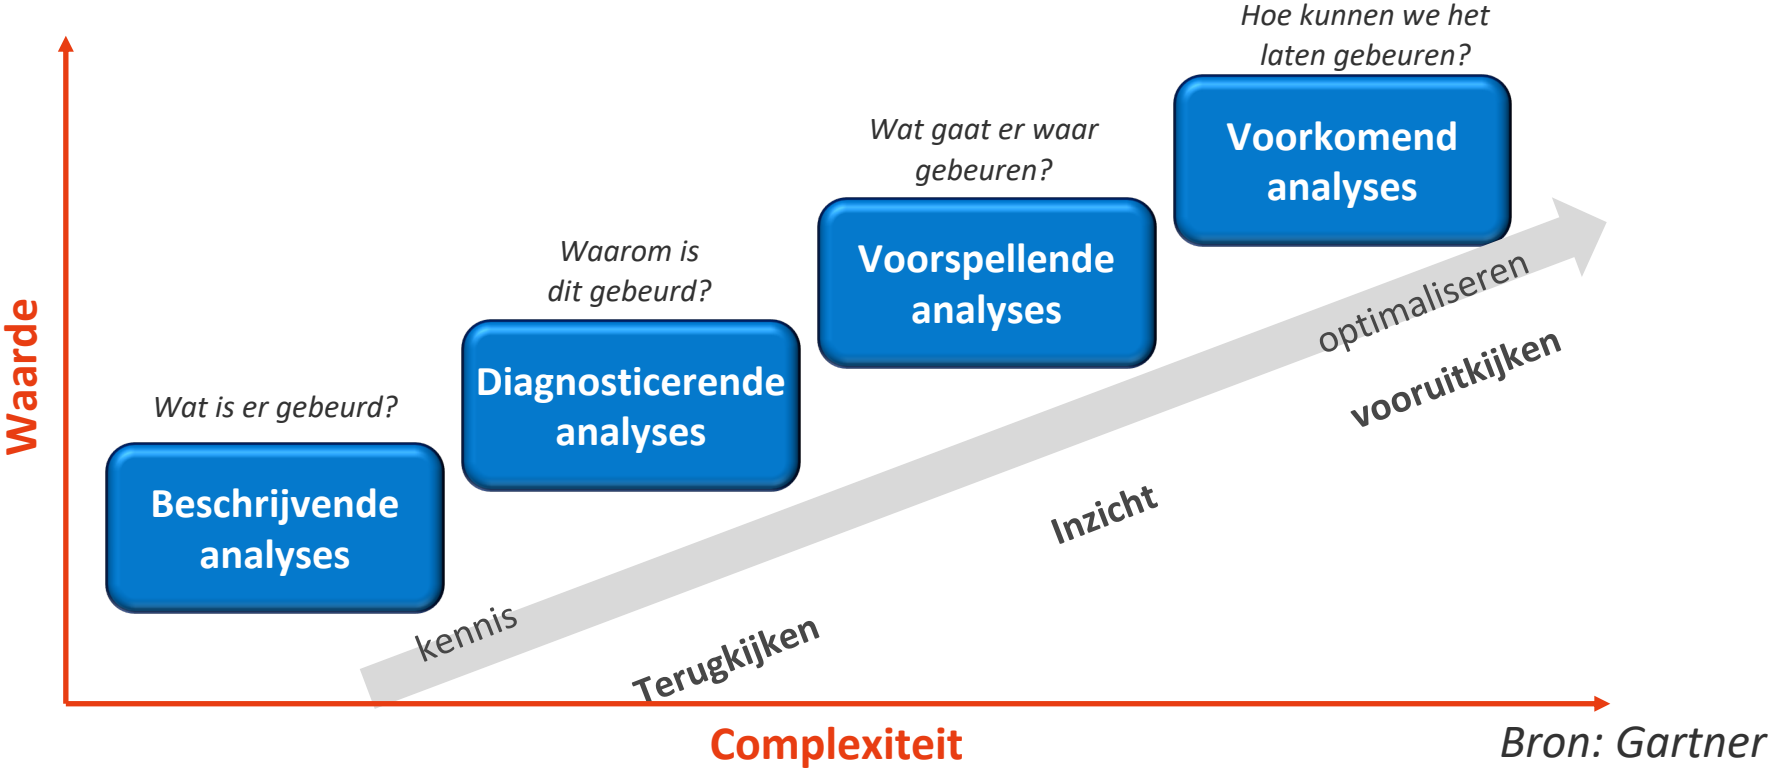 Hoe kunnen we het
laten gebeuren?
Voorkomend
analyses
Wat gaat er waar
gebeuren?
Voorspellende
analyses
Waarom is
dit gebeurd?
Diagnosticerende
analyses
Wat is er gebeurd?
Beschrijvende
analyses
Waarde
kennis
optimaliseren
Terugkijken
Inzicht
vooruitkijken
Complexiteit
Bron: Gartner